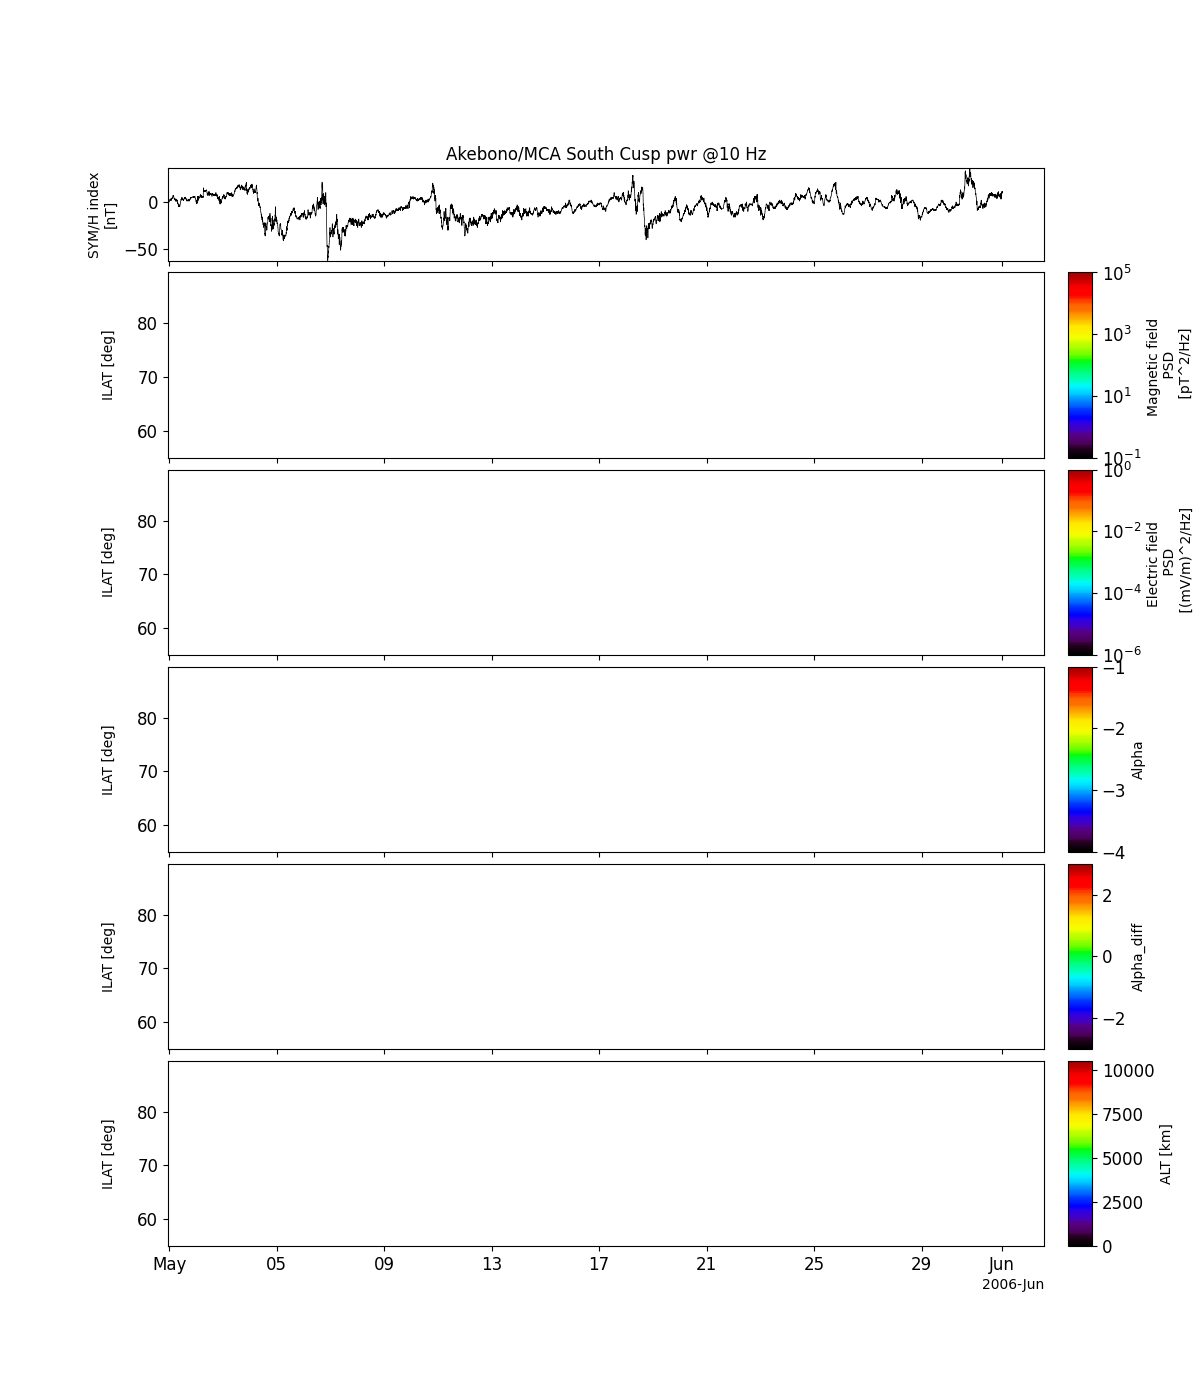 Akebono/MCA South Cusp pwr @10 Hz
SYM/H index
[nT]
0
−50
ILAT [deg]
80
70
60
10^5
10^3
10^1
10^−1
Magnetic field
PSD
[pT^2/Hz]
ILAT [deg]
80
70
60
10^0
10^−2
10^−4
10^−6
Electric field
PSD
[(mV/m)^2/Hz]
ILAT [deg]
80
70
60
−1
−2
−3
−4
Alpha
ILAT [deg]
80
70
60
2
0
−2
Alpha_diff
ILAT [deg]
80
70
60
10000
7500
5000
2500
0
ALT [km]
May 05 09 13 17 21 25 29 Jun
2006-Jun